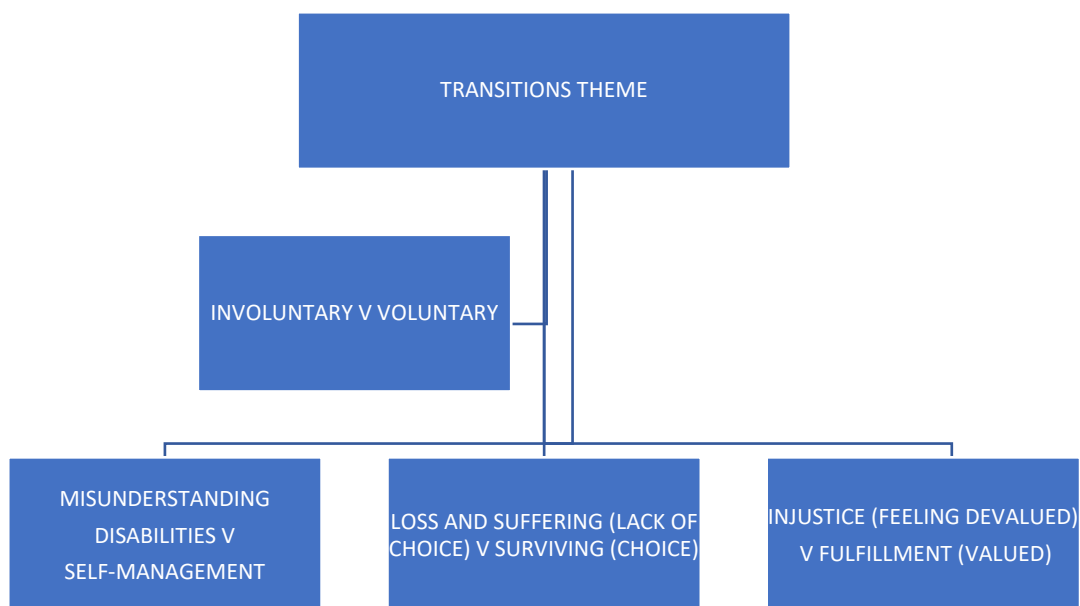 TRANSITIONS THEME
INVOLUNTARY V VOLUNTARY
MISUNDERSTANDING
DISABILITIES V
SELF-MANAGEMENT
LOSS AND SUFFERING (LACK OF
CHOICE) V SURVIVING (CHOICE)
INJUSTICE (FEELING DEVALUED)
V FULFILLMENT (VALUED)